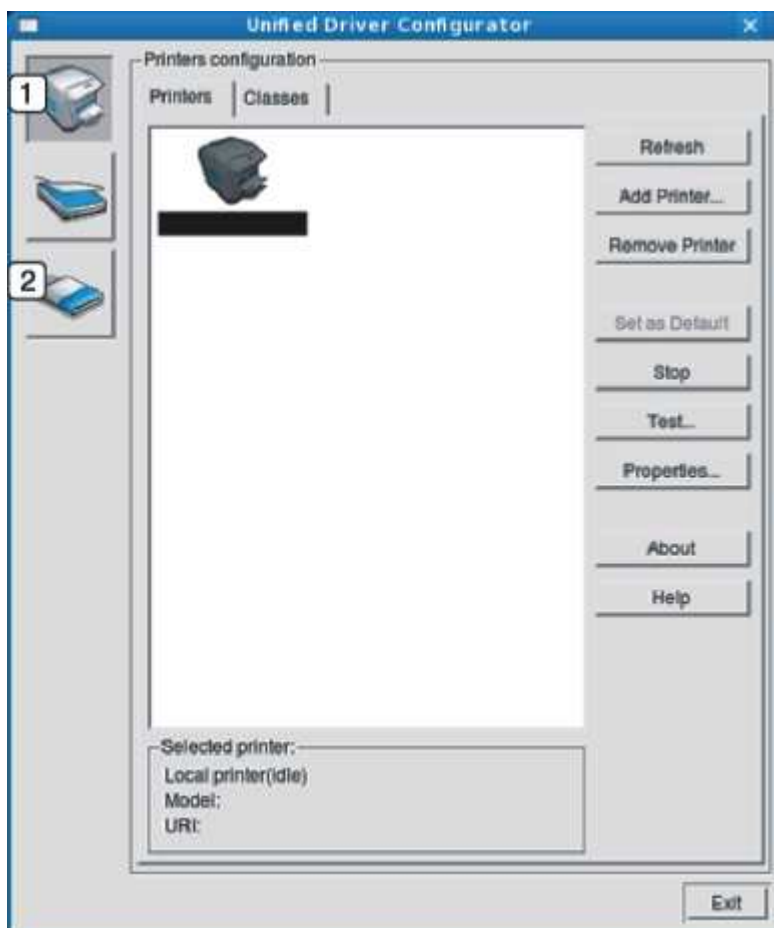 Unified Driver Configurator
1
2
Printers configuration
Printers
Classes
Refresh
Add Printer...
Remove Printer
Set as Default
Stop
Test...
Properties...
About
Help
Selected printer:
Local printer(idle)
Model:
URI:
Exit